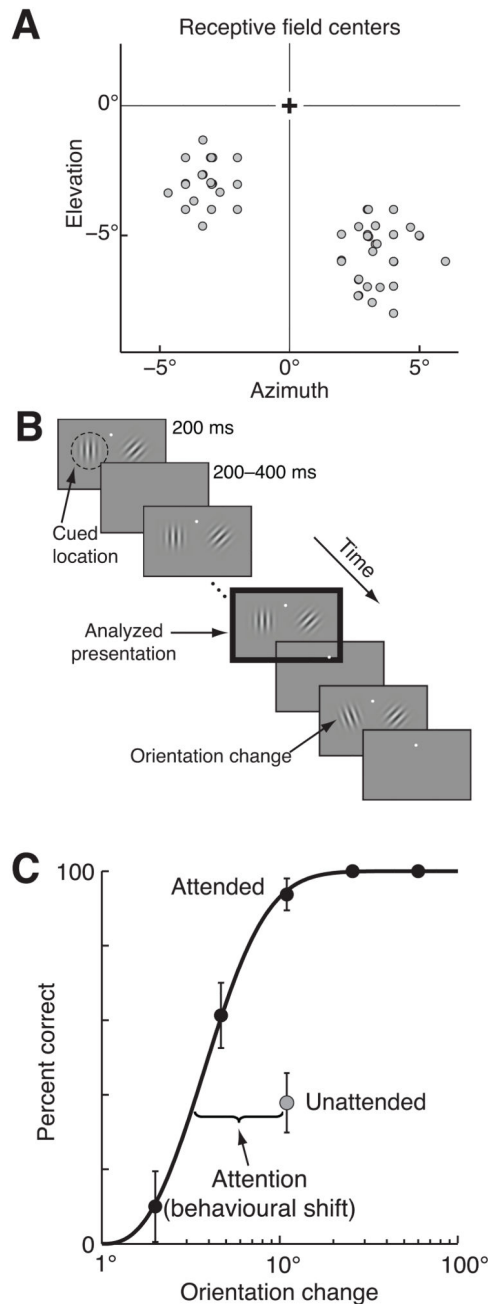 A
Receptive field centers
0°
Elevation
−5°
−5°
0°
5°
Azimuth
B
200 ms
200–400 ms
Cued
location
Time
Analyzed
presentation
Orientation change
C
100
Attended
Percent correct
Unattended
Attention
(behavioural shift)
0
1°
10°
100°
Orientation change